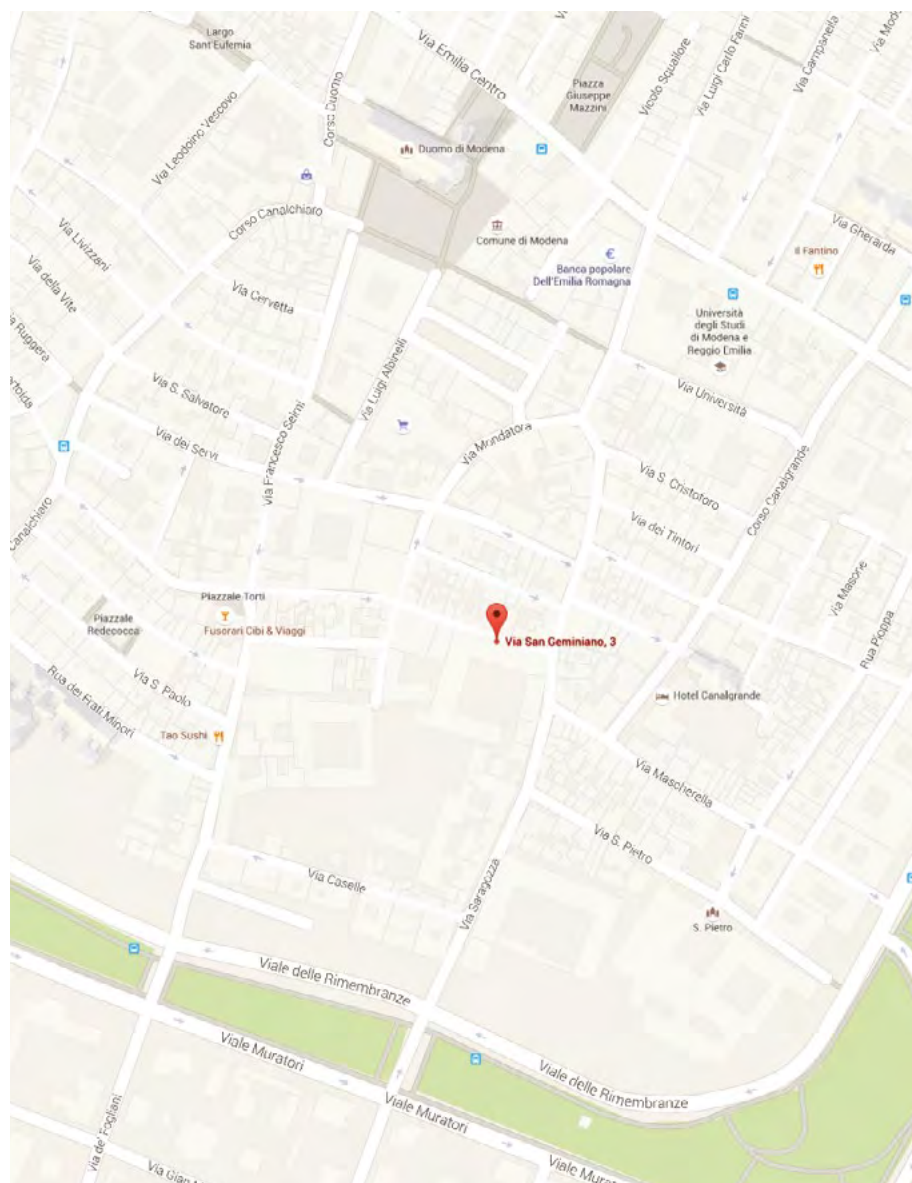 Largo
Sant'Eufemia
Via Emilia Centro
Piazza
Giuseppe
Mazzini
Vicolo Squallore
Via Luigi Carlo Farini
Via Campanella
Via Leodoino Vescovo
Corso Duomo
Duomo di Modena
Corso Canalchiaro
Comune di Modena
Via Gherarda
Il Fantino
Via Livizzani
Banca popolare
Dell'Emilia Romagna
Via della Vite
Via Cervetta
Università
degli Studi
di Modena e
Reggio Emilia
Ruggera
Via Luigi Albinelli
Via S. Salvatore
Via Università
Via dei Servi
Via Francesco Selmi
Via Mondatora
Via S. Cristoforo
Corso Canalgrande
Canalchiaro
Via dei Tintori
Via Masone
Piazzale Torti
Piazzale
Redecocca
Fusorari Cibi & Viaggi
Via San Geminiano, 3
Rua Pioppa
Via S. Paolo
Rua dei Frati Minori
Hotel Canalgrande
Tao Sushi
Via Mascherella
Via S. Pietro
Via Caselle
Via Saragozza
S. Pietro
Viale delle Rimembranze
Viale Muratori
Viale delle Rimembranze
Viale Muratori
Via de' Fogliani
Via Gian
Viale Mu